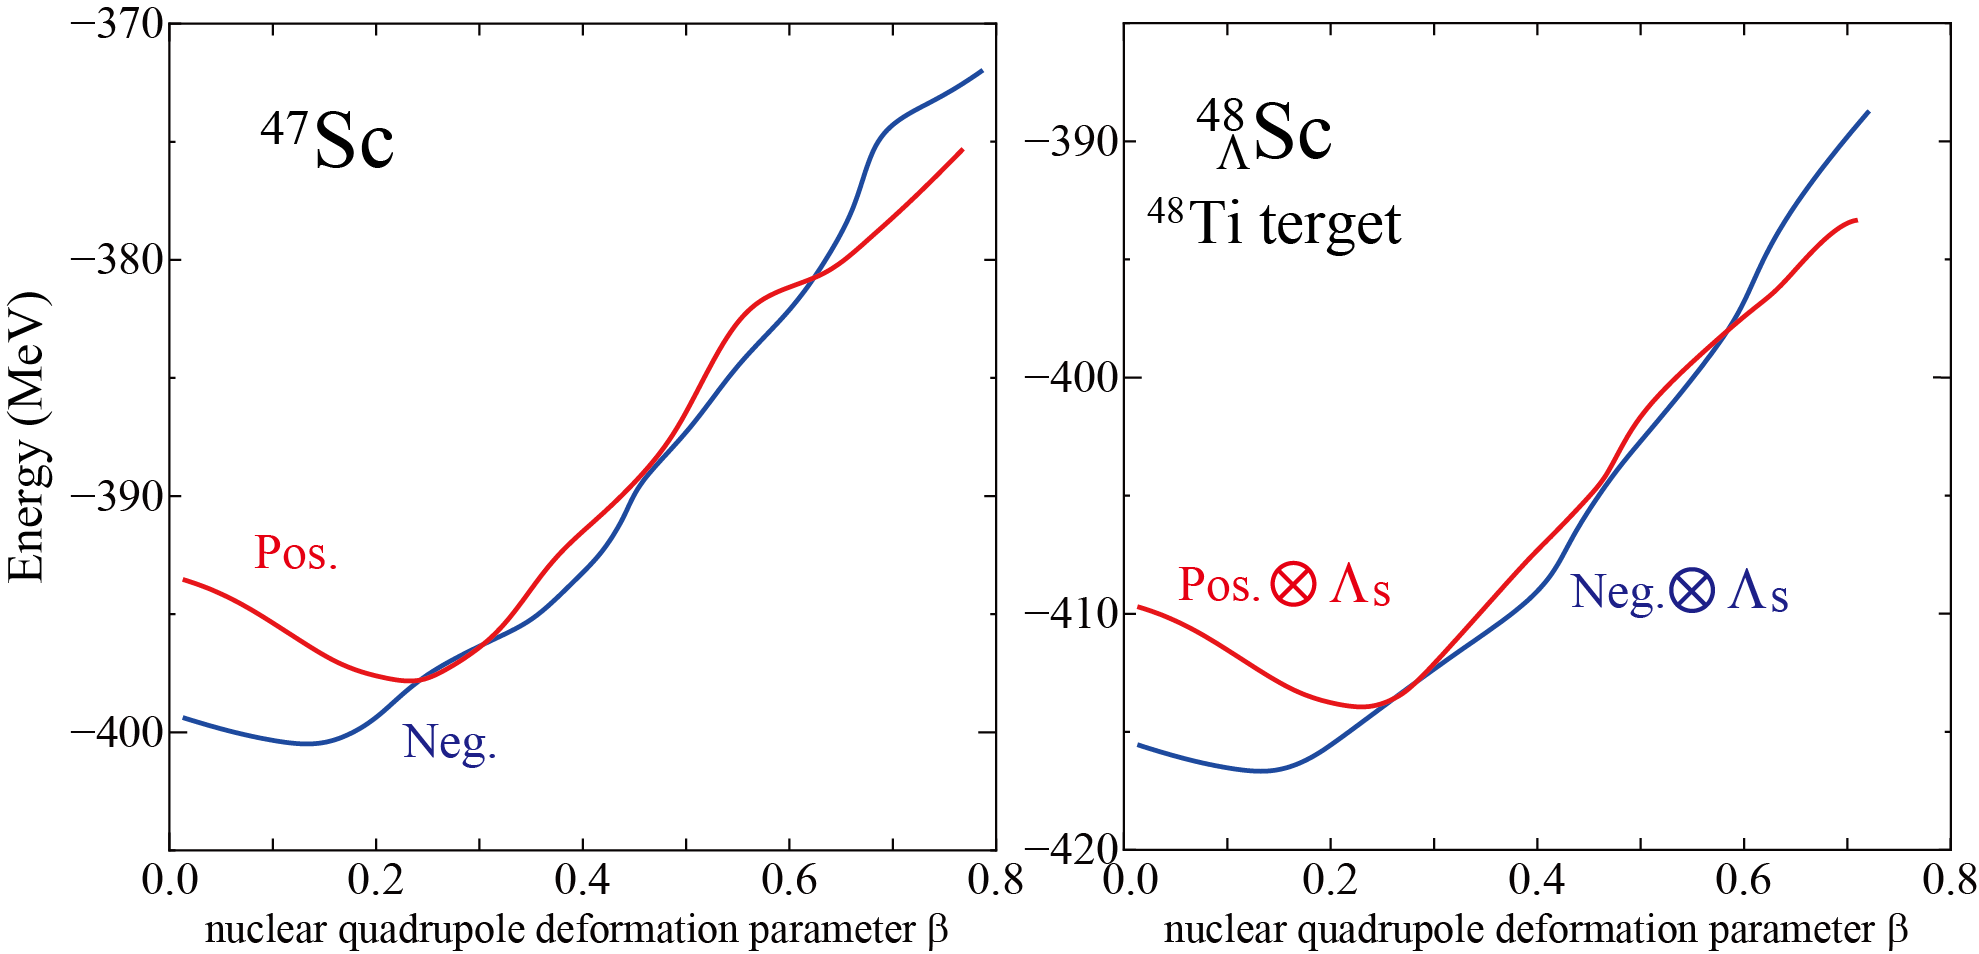 −370
−380
−390
−400
Energy (MeV)
47Sc
Pos.
Neg.
0.0 0.2 0.4 0.6 0.8
nuclear quadrupole deformation parameter β
−390
−400
−410
−420
48ΛSc
48Ti terget
Pos. ⊗ Λs
Neg. ⊗ Λs
0.0 0.2 0.4 0.6 0.8
nuclear quadrupole deformation parameter β